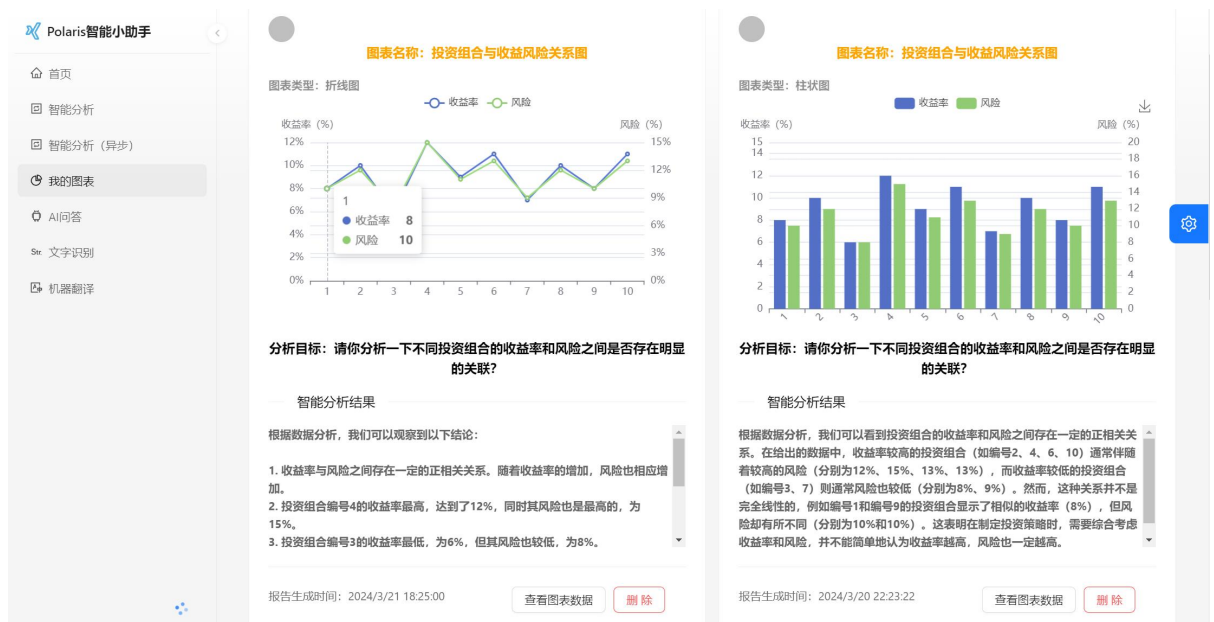 Polaris智能小助手
首页
智能分析
智能分析（异步）
我的图表
AI问答
Str. 文字识别
机器翻译
图表名称：投资组合与收益风险关系图
图表类型：折线图
收益率 风险
收益率（%） 风险（%）
12% 15%
10% 12%
8% 9%
6% 6%
4% 3%
2%
0% 0%
1
收益率 8
风险 10
1 2 3 4 5 6 7 8 9 10
分析目标：请你分析一下不同投资组合的收益率和风险之间是否存在明显
的关联？
智能分析结果
根据数据分析，我们可以观察到以下结论：
1. 收益率与风险之间存在一定的正相关关系。随着收益率的增加，风险也相应增
加。
2. 投资组合编号4的收益率最高，达到了12%，同时其风险也是最高的，为
15%。
3. 投资组合编号3的收益率最低，为6%，但其风险也较低，为8%。
报告生成时间：2024/3/21 18:25:00
查看图表数据
删 除
图表名称：投资组合与收益风险关系图
图表类型：柱状图
收益率 风险
收益率（%） 风险（%）
15 20
14 18
12 16
10 14
8 12
6 10
4 8
2 6
0 4
2
0
1 2 3 4 5 6 7 8 9 10
分析目标：请你分析一下不同投资组合的收益率和风险之间是否存在明显
的关联？
智能分析结果
根据数据分析，我们可以看到投资组合的收益率和风险之间存在一定的正相关关
系。在给出的数据中，收益率较高的投资组合（如编号2、4、6、10）通常伴随
着较高的风险（分别为12%、15%、13%、13%），而收益率较低的投资组合
（如编号3、7）则通常风险也较低（分别为8%、9%）。然而，这种关系并不是
完全线性的，例如编号1和编号9的投资组合显示了相似的收益率（8%），但风
险却有所不同（分别为10%和10%）。这表明在制定投资策略时，需要综合考虑
收益率和风险，并不能简单地认为收益率越高，风险也一定越高。
报告生成时间：2024/3/20 22:23:22
查看图表数据
删 除